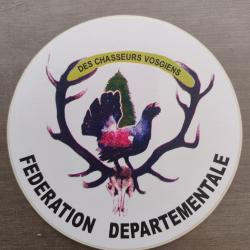 DES CHASSEURS VOSGIENS
FEDERATION DEPARTEMENTALE